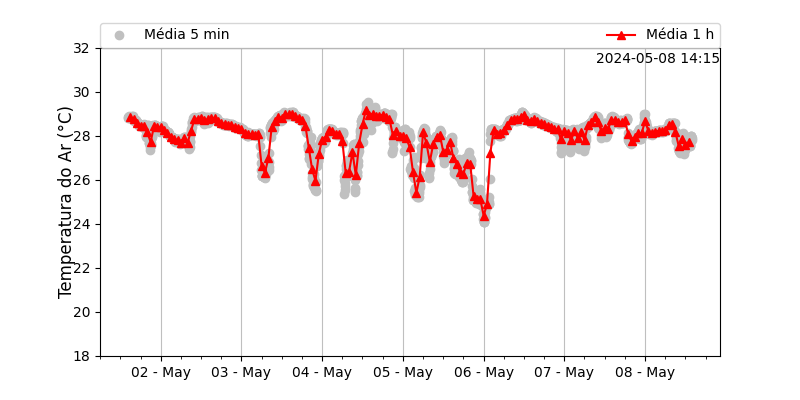 Média 5 min
Média 1 h
2024-05-08 14:15
Temperatura do Ar (°C)
32
30
28
26
24
22
20
18
02 - May
03 - May
04 - May
05 - May
06 - May
07 - May
08 - May